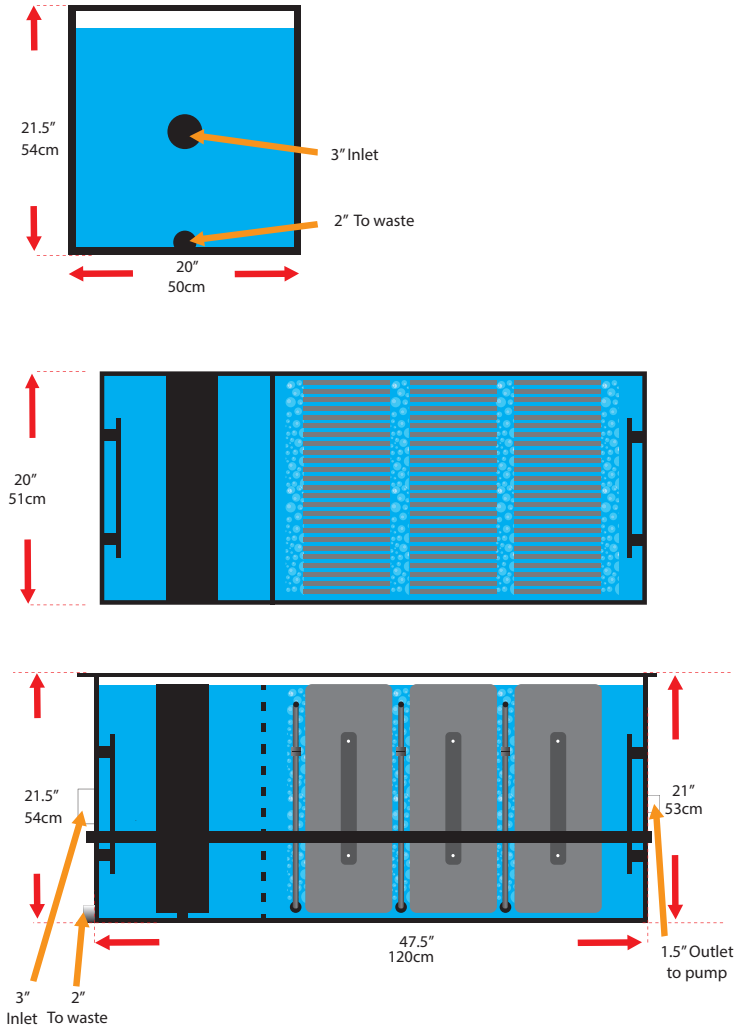 21.5”
54cm
3” Inlet
2” To waste
20”
50cm
20”
51cm
21.5”
54cm
21”
53cm
47.5”
120cm
1.5” Outlet
to pump
3”
Inlet
2”
To waste